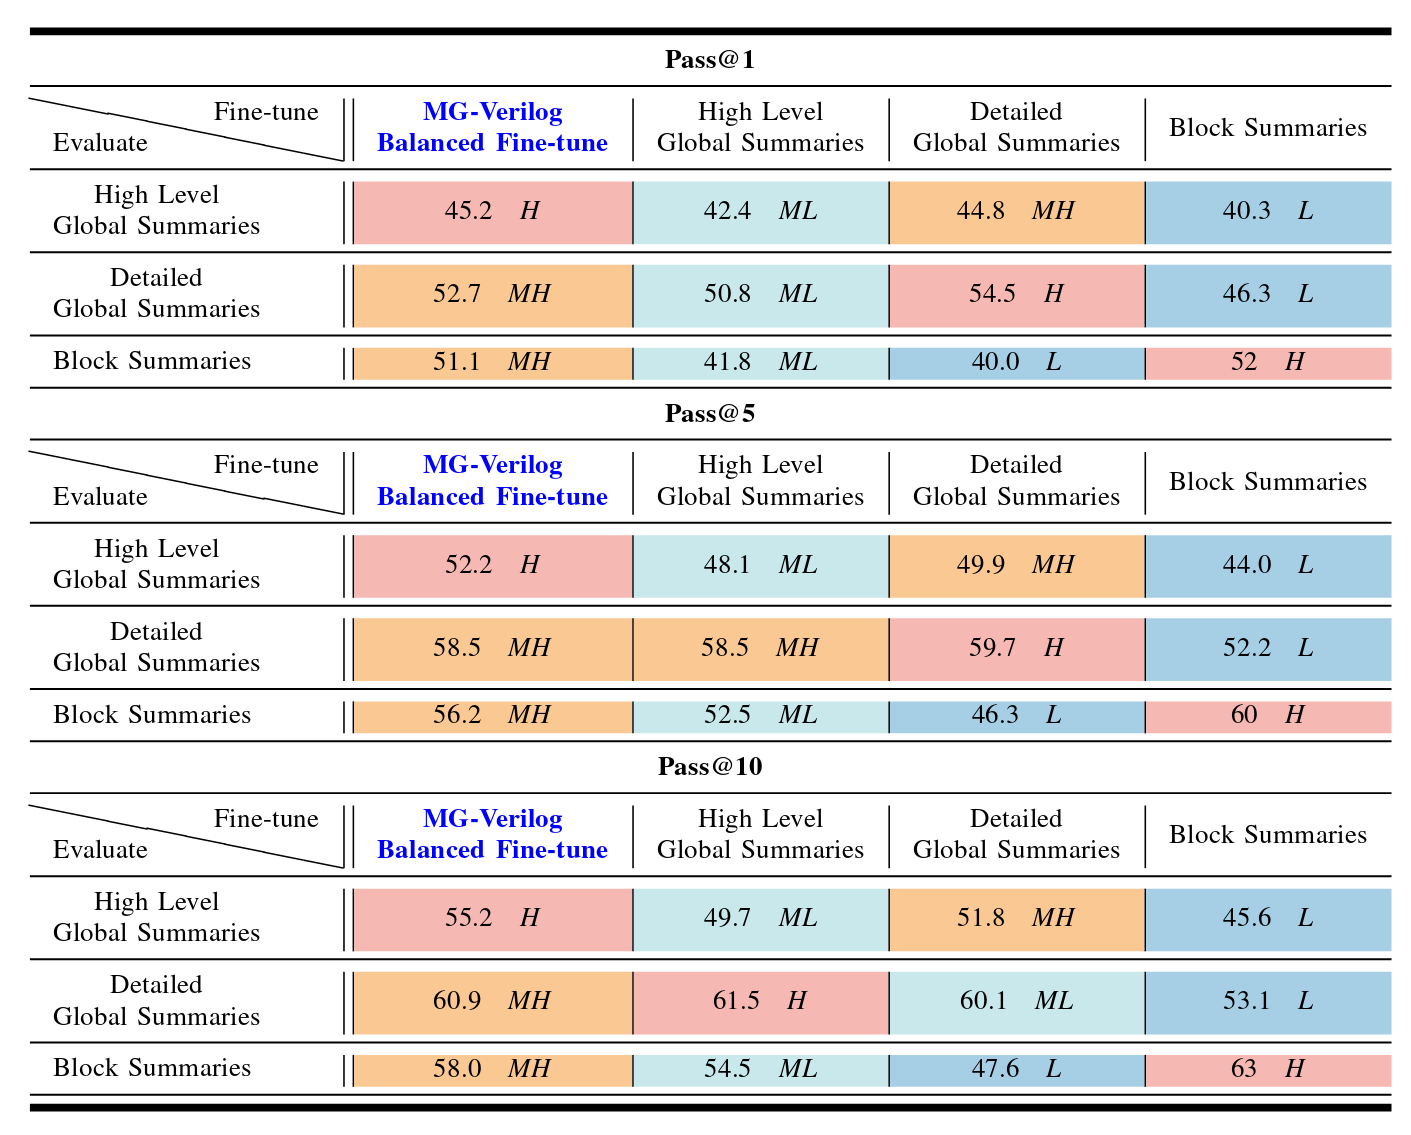 Pass@1
Fine-tune
Evaluate
MG-Verilog
Balanced Fine-tune
High Level
Global Summaries
Detailed
Global Summaries
Block Summaries
High Level
Global Summaries
45.2 H
42.4 ML
44.8 MH
40.3 L
Detailed
Global Summaries
52.7 MH
50.8 ML
54.5 H
46.3 L
Block Summaries
51.1 MH
41.8 ML
40.0 L
52 H
Pass@5
Fine-tune
Evaluate
MG-Verilog
Balanced Fine-tune
High Level
Global Summaries
Detailed
Global Summaries
Block Summaries
High Level
Global Summaries
52.2 H
48.1 ML
49.9 MH
44.0 L
Detailed
Global Summaries
58.5 MH
58.5 MH
59.7 H
52.2 L
Block Summaries
56.2 MH
52.5 ML
46.3 L
60 H
Pass@10
Fine-tune
Evaluate
MG-Verilog
Balanced Fine-tune
High Level
Global Summaries
Detailed
Global Summaries
Block Summaries
High Level
Global Summaries
55.2 H
49.7 ML
51.8 MH
45.6 L
Detailed
Global Summaries
60.9 MH
61.5 H
60.1 ML
53.1 L
Block Summaries
58.0 MH
54.5 ML
47.6 L
63 H